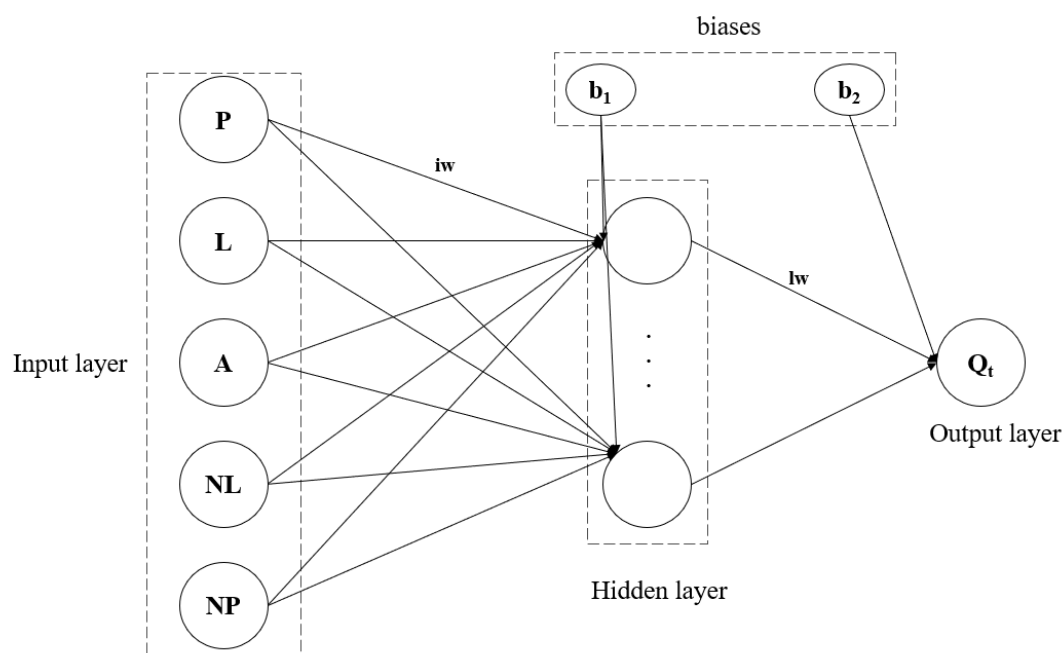 biases
b1
b2
P
iw
L
lw
A
Input layer
.
.
.
Qt
Output layer
NL
Hidden layer
NP